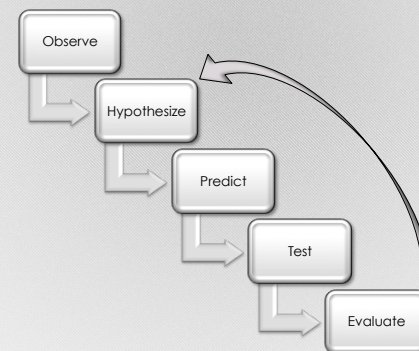 Observe
Hypothesize
Predict
Test
Evaluate